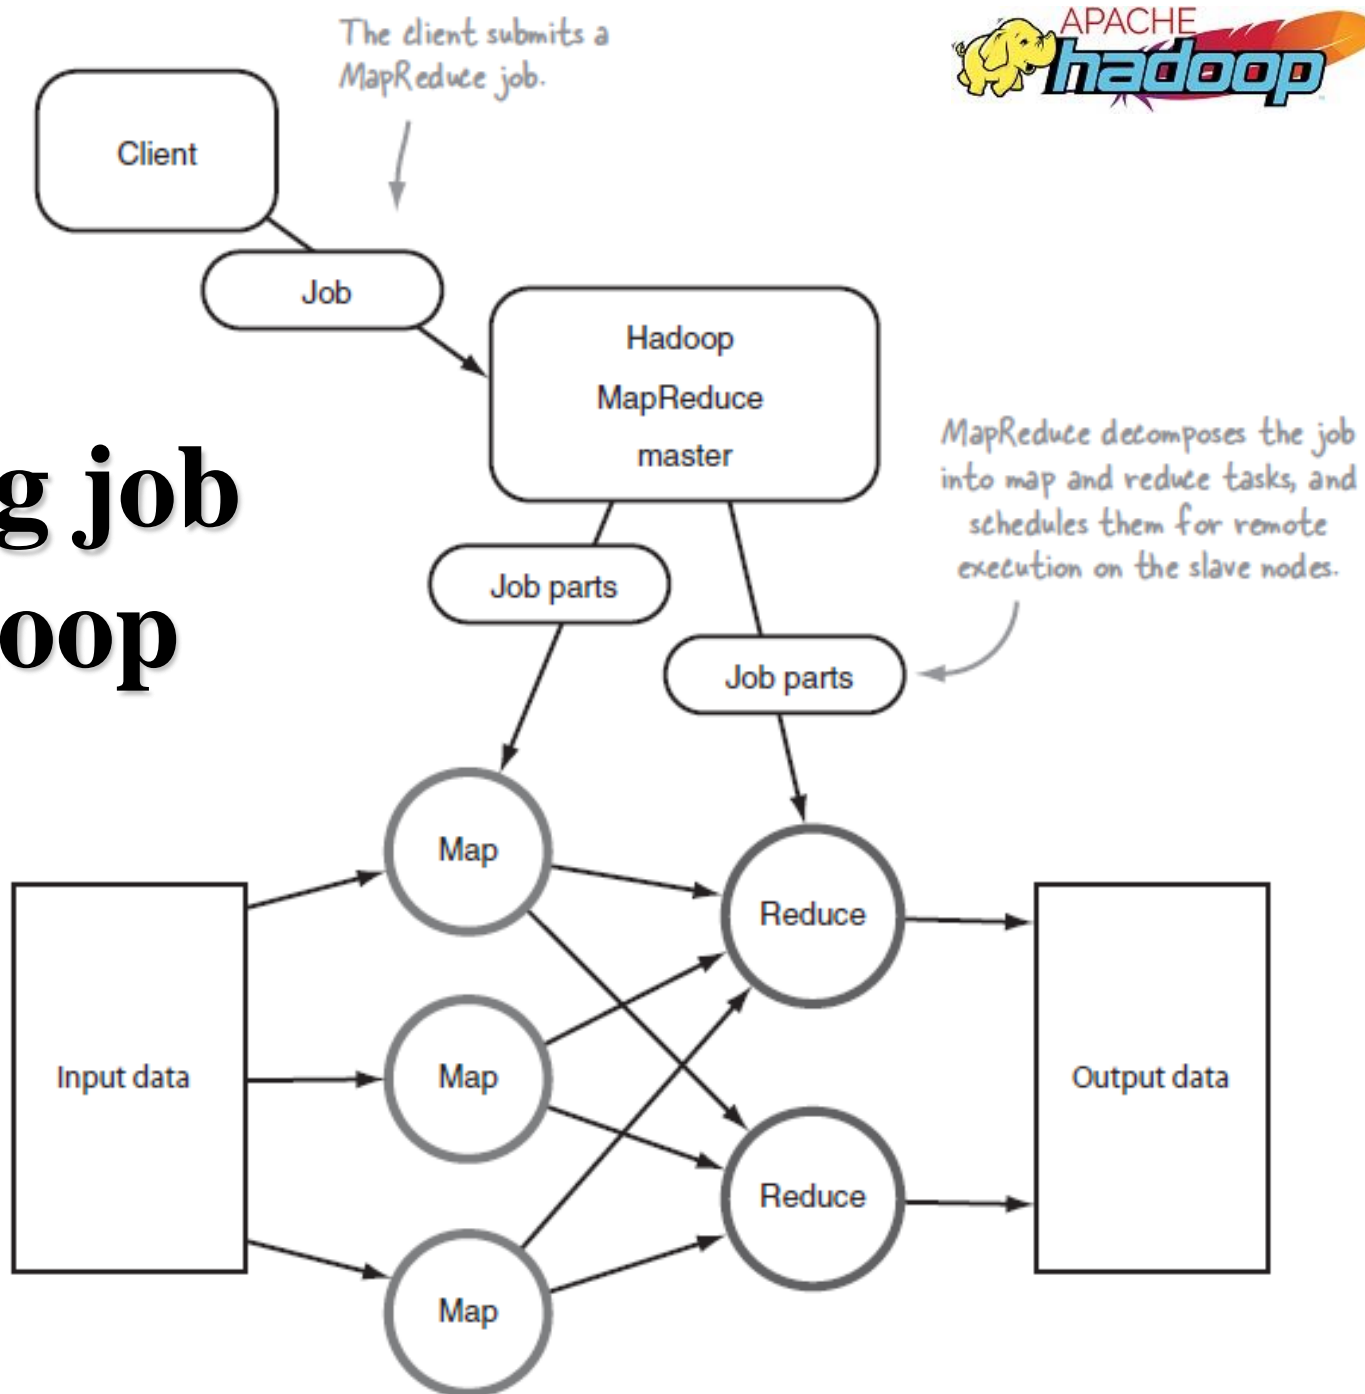 The client submits a
MapReduce job.
APACHE
hadoop
Client
Job
Hadoop
MapReduce
master
g job
oop
MapReduce decomposes the job
into map and reduce tasks, and
schedules them for remote
execution on the slave nodes.
Job parts
Job parts
Map
Reduce
Input data
Map
Output data
Reduce
Map